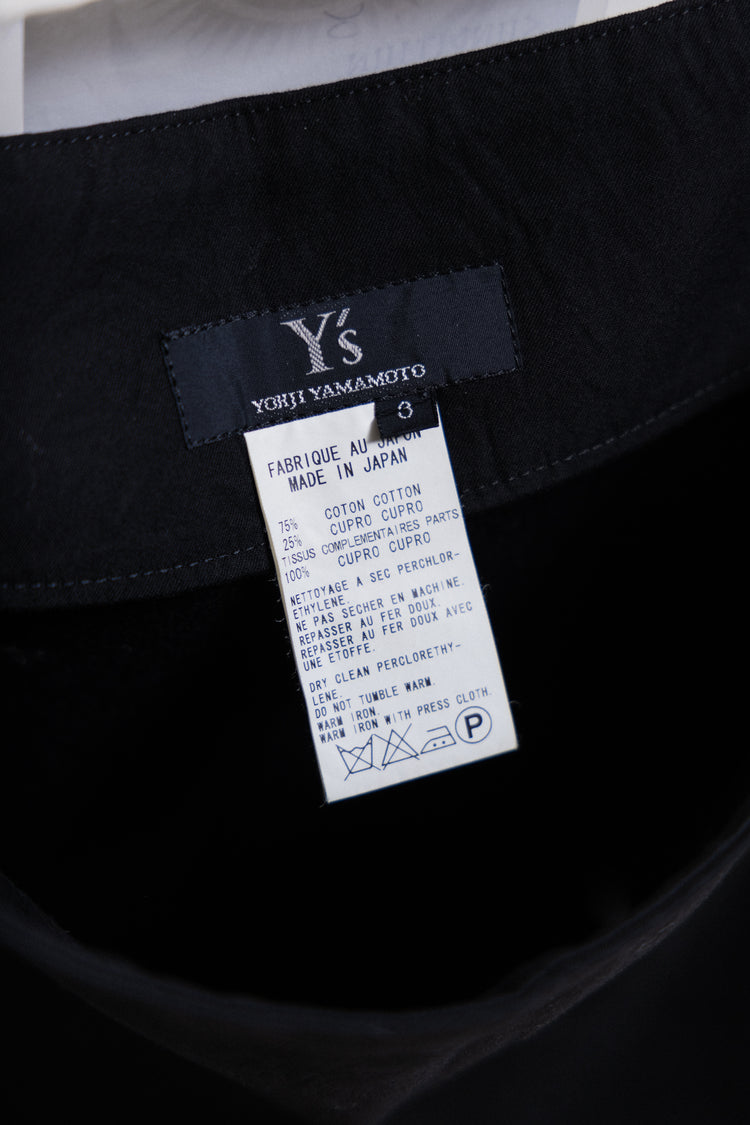 Y's
YOHJI YAMAMOTO
3
FABRIQUE AU JAPON
MADE IN JAPAN
75% COTON COTTON
25% CUPRO CUPRO
TISSUS COMPLEMENTAIRES PARTS
100% CUPRO CUPRO
NETTOYAGE A SEC PERCHLOR-
ETHYLENE.
NE PAS SECHER EN MACHINE.
REPASSER AU FER DOUX.
REPASSER AU FER DOUX AVEC
UNE ETOFFE.
DRY CLEAN PERCLORETHY-
LENE.
DO NOT TUMBLE WARM.
WARM IRON.
WARM IRON WITH PRESS CLOTH.
P